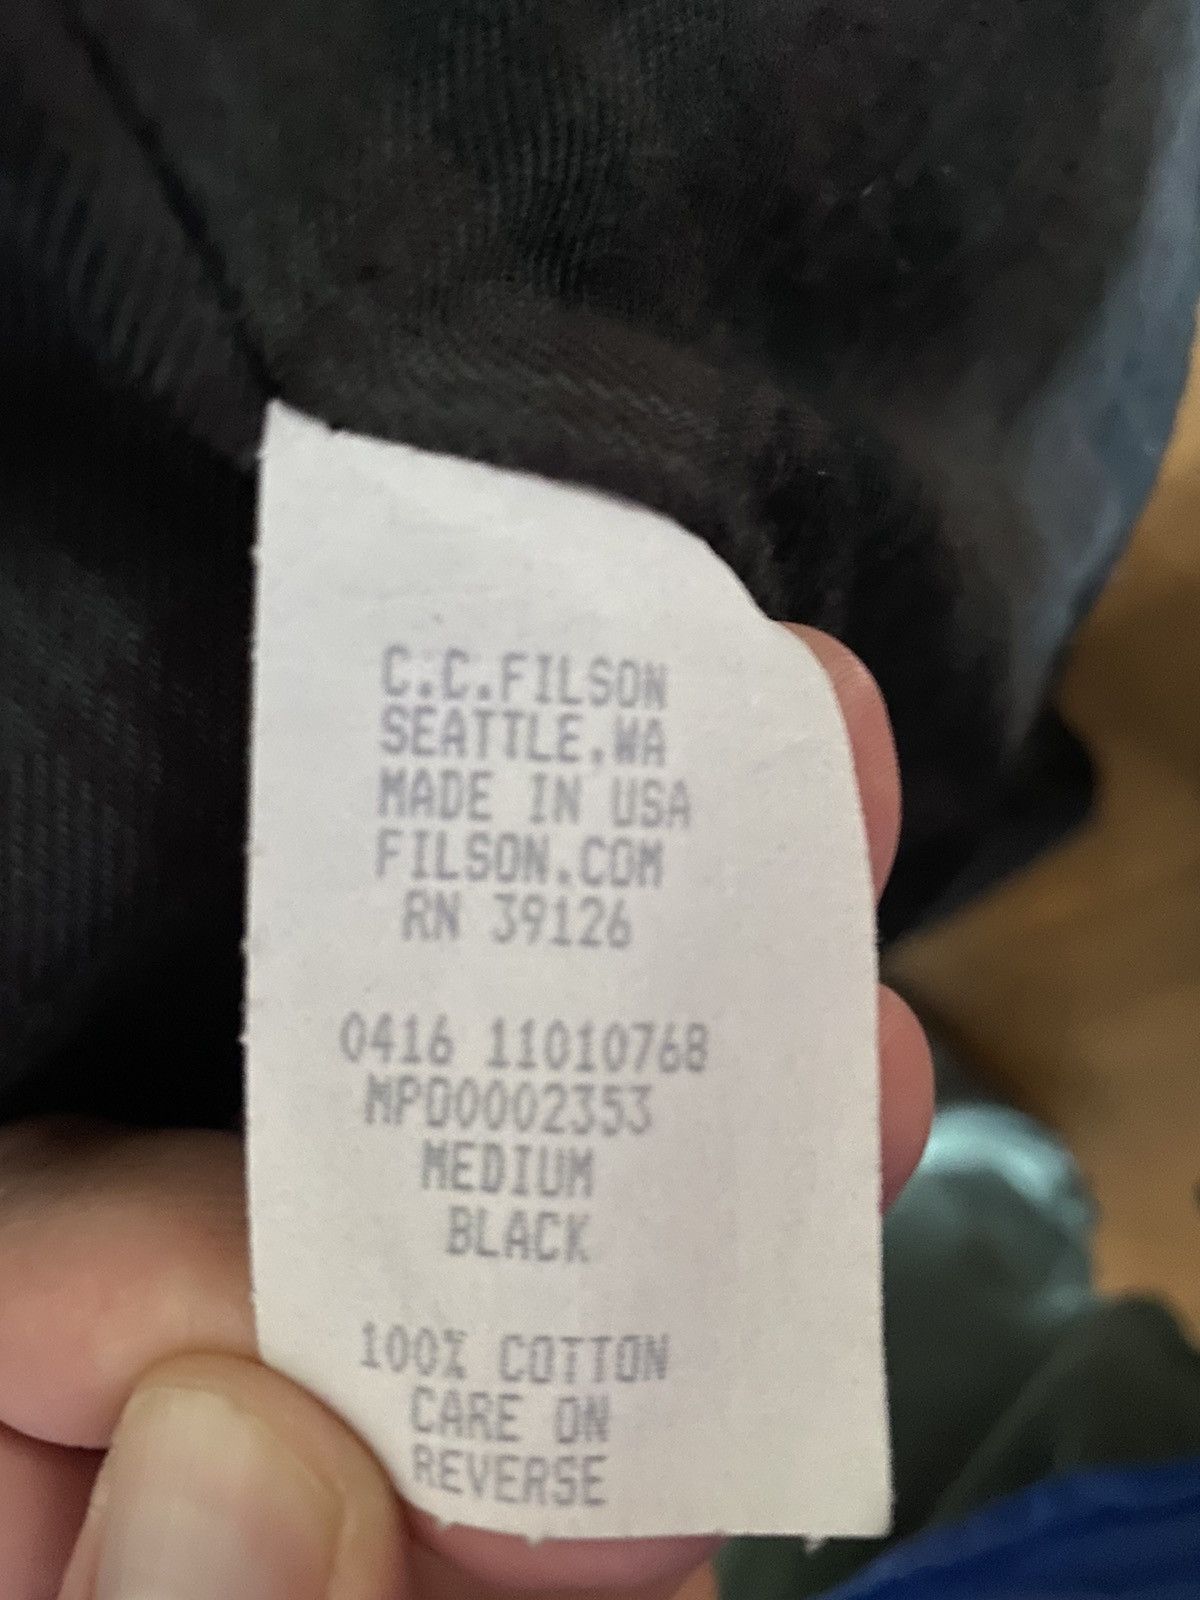 C.C.FILSON
SEATTLE,WA
MADE IN USA
FILSON.COM
RN 39126
0416 11010768
MPD0002353
MEDIUM
BLACK
100% COTTON
CARE ON
REVERSE